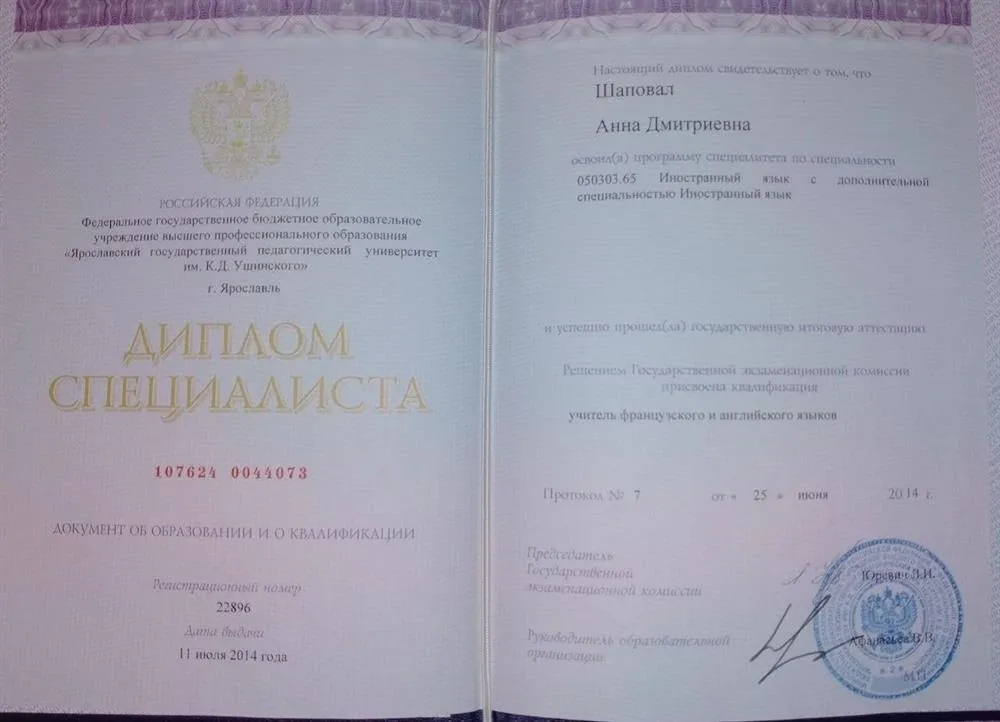 РОССИЙСКАЯ ФЕДЕРАЦИЯ
Федеральное государственное бюджетное образовательное
учреждение высшего профессионального образования
«Ярославский государственный педагогический университет
им. К.Д. Ушинского»
г. Ярославль
ДИПЛОМ
СПЕЦИАЛИСТА
107624 0044073
ДОКУМЕНТ ОБ ОБРАЗОВАНИИ И О КВАЛИФИКАЦИИ
Регистрационный номер
22896
Дата выдачи
11 июля 2014 года
Настоящий диплом свидетельствует о том, что
Шаповал
Анна Дмитриевна
освоил(а) программу специалитета по специальности
050303.65 Иностранный язык с дополнительной
специальностью Иностранный язык
и успешно прошел(ла) государственную итоговую аттестацию
Решением Государственной экзаменационной комиссии
присвоена квалификация
учитель французского и английского языков
Протокол № 7 от « 25 » июня 2014 г.
Председатель
Государственной
экзаменационной комиссии
Юревич Л.И.
Руководитель образовательной
организации
Афанасьев В.В.
М.П.